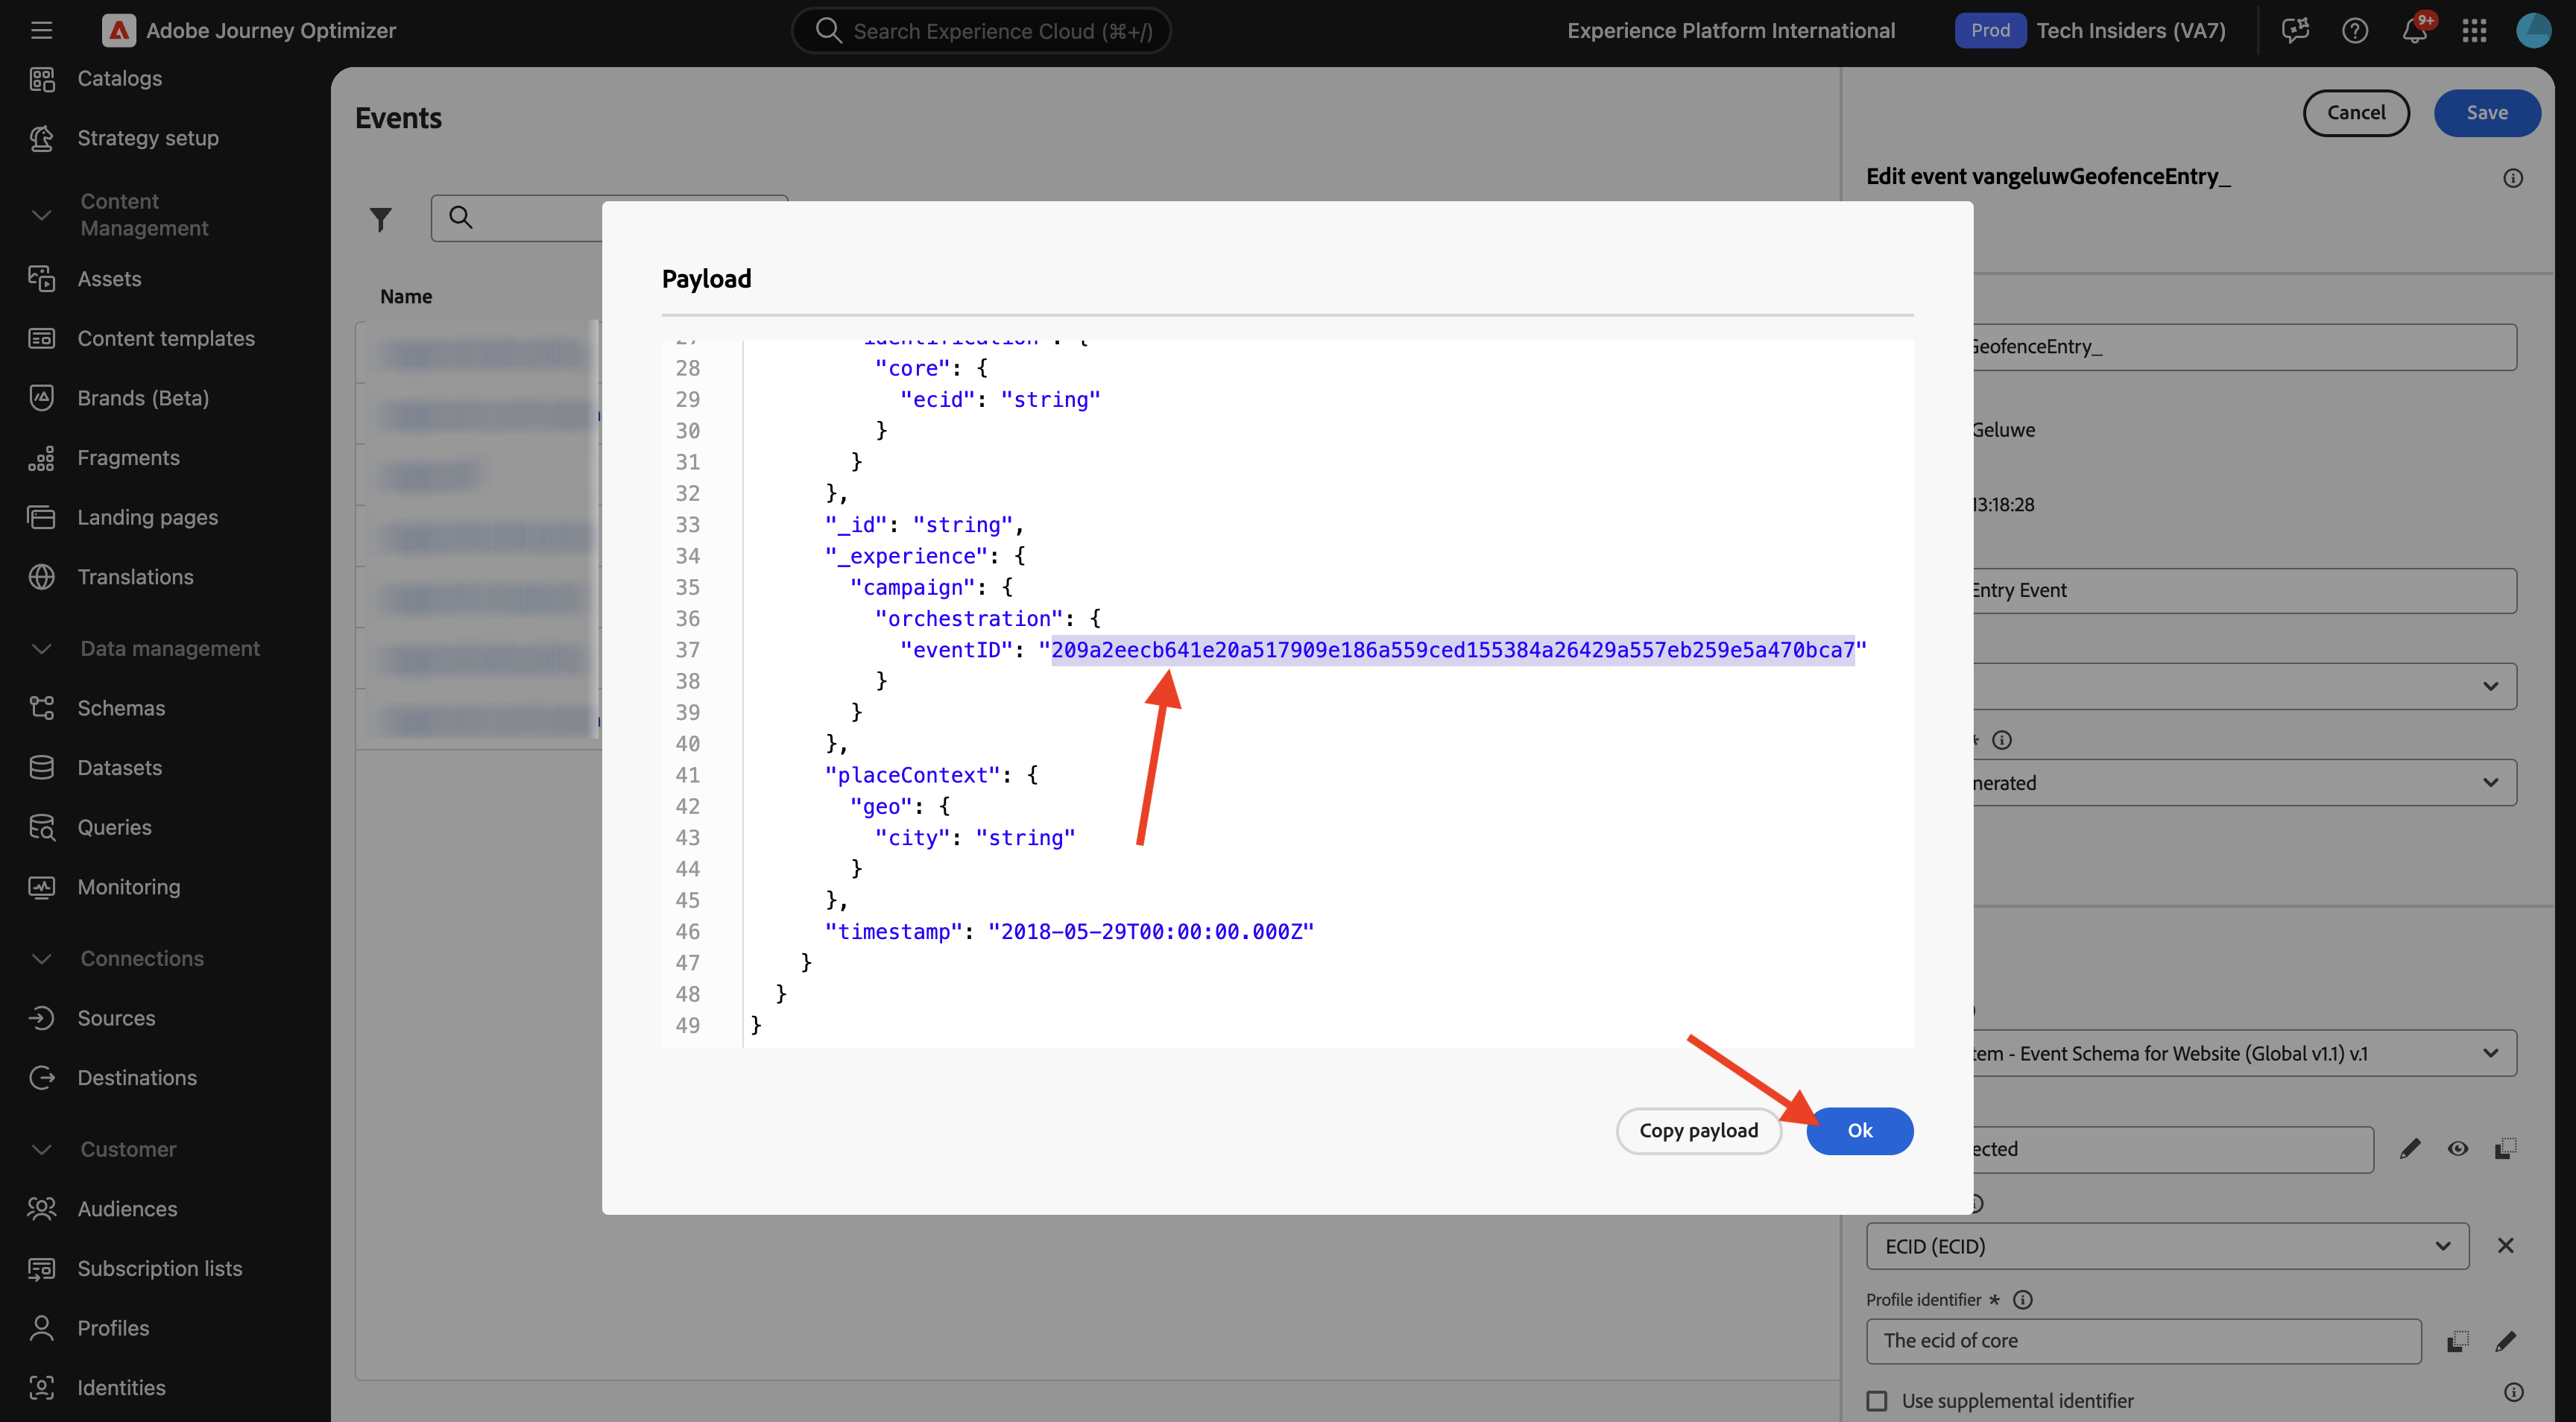 Adobe Journey Optimizer
Search Experience Cloud (⌘+/)
Experience Platform International
Prod
Tech Insiders (VA7)
9+
Catalogs
Strategy setup
Content
Management
Assets
Content templates
Brands (Beta)
Fragments
Landing pages
Translations
Data management
Schemas
Datasets
Queries
Monitoring
Connections
Sources
Destinations
Customer
Audiences
Subscription lists
Profiles
Identities
Events
Name
Payload
27 identification": {
28 "core": {
29 "ecid": "string"
30 }
31 }
32 },
33 "_id": "string",
34 "_experience": {
35 "campaign": {
36 "orchestration": {
37 "eventID": "209a2eecb641e20a517909e186a559ced155384a26429a557eb259e5a470bca7"
38 }
39 }
40 },
41 "placeContext": {
42 "geo": {
43 "city": "string"
44 }
45 },
46 "timestamp": "2018-05-29T00:00:00.000Z"
47 }
48 }
49 }
Copy payload
Ok
Cancel
Save
Edit event vangeluwGeofenceEntry_
GeofenceEntry_
Geluwe
13:18:28
Entry Event
*
nerated
tem - Event Schema for Website (Global v1.1) v.1
ected
ECID (ECID)
Profile identifier *
The ecid of core
Use supplemental identifier